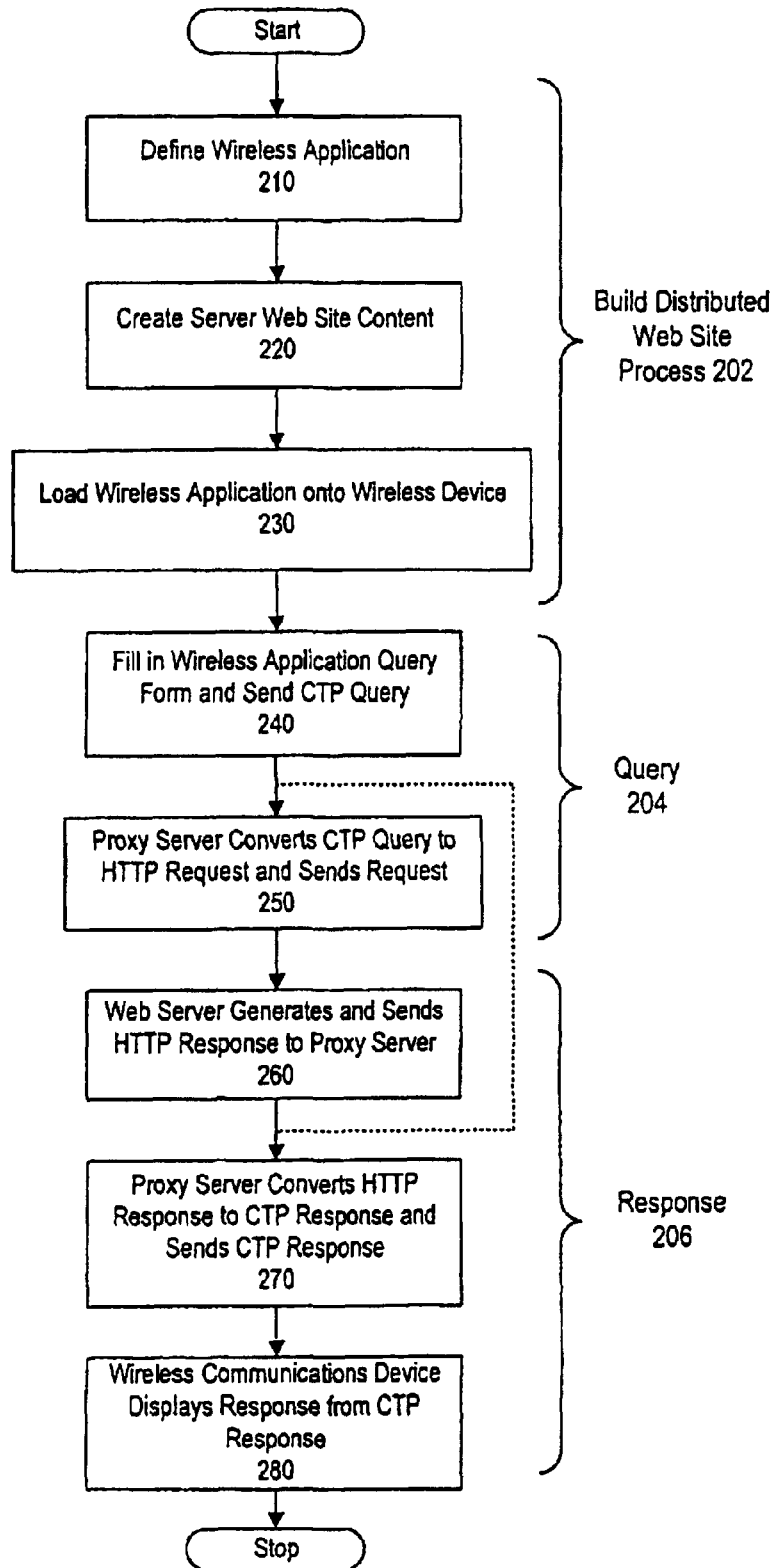 Start
Define Wireless Application
210
Create Server Web Site Content
220
Load Wireless Application onto Wireless Device
230
Build Distributed
Web Site
Process 202
Fill in Wireless Application Query
Form and Send CTP Query
240
Proxy Server Converts CTP Query to
HTTP Request and Sends Request
250
Query
204
Web Server Generates and Sends
HTTP Response to Proxy Server
260
Proxy Server Converts HTTP
Response to CTP Response and
Sends CTP Response
270
Wireless Communications Device
Displays Response from CTP
Response
280
Response
206
Stop